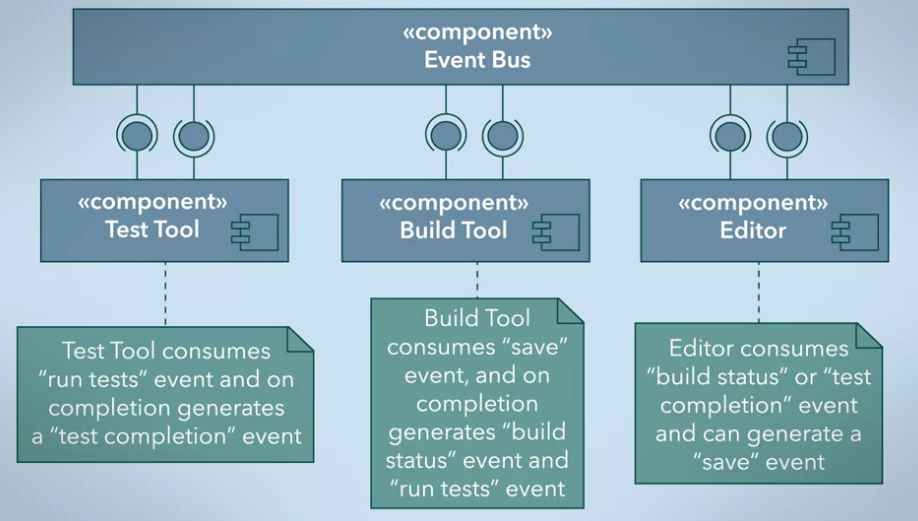 «component»
Event Bus
«component»
Test Tool
«component»
Build Tool
«component»
Editor
Test Tool consumes
“run tests” event and on
completion generates
a “test completion” event
Build Tool
consumes “save”
event, and on
completion
generates “build
status” event and
“run tests” event
Editor consumes
“build status” or “test
completion” event
and can generate a
“save” event